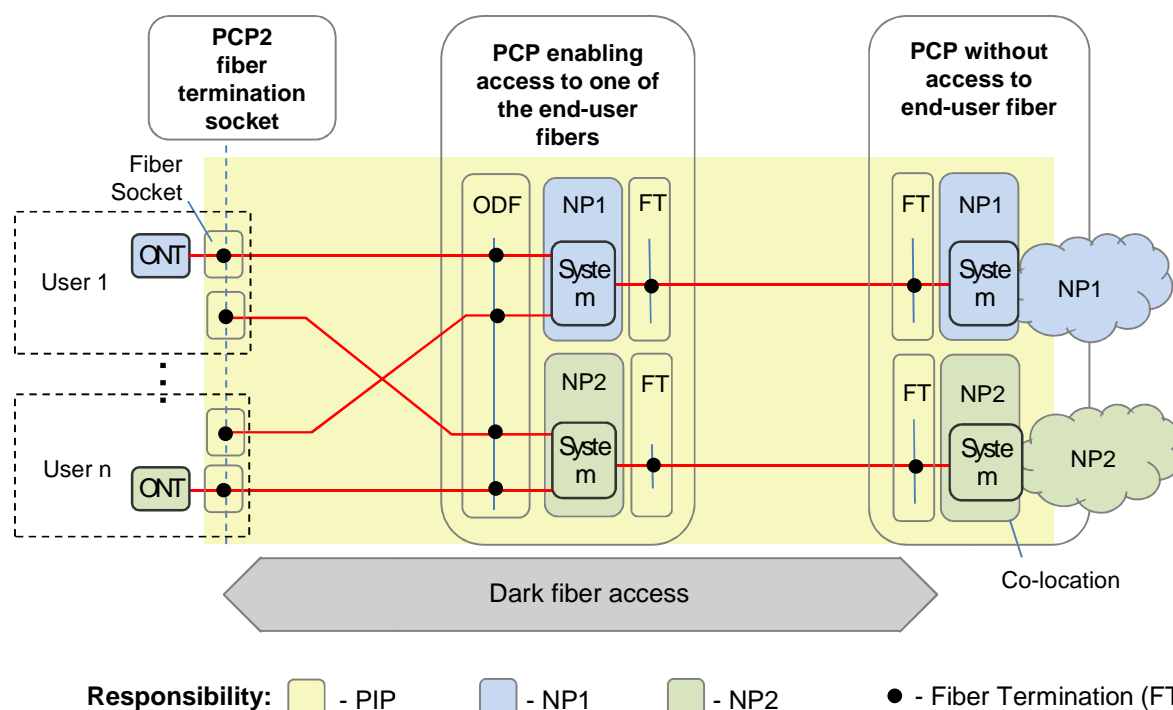 PCP2
fiber
termination
socket
PCP enabling
access to one of
the end-user
fibers
PCP without
access to
end-user fiber
Fiber
Socket
ODF
NP1
FT
FT
NP1
User 1
ONT
Syste
m
Syste
m
NP1
NP2
FT
FT
NP2
User n
ONT
Syste
m
Syste
m
NP2
Co-location
Dark fiber access
Responsibility:
- PIP
- NP1
- NP2
- Fiber Termination (FT